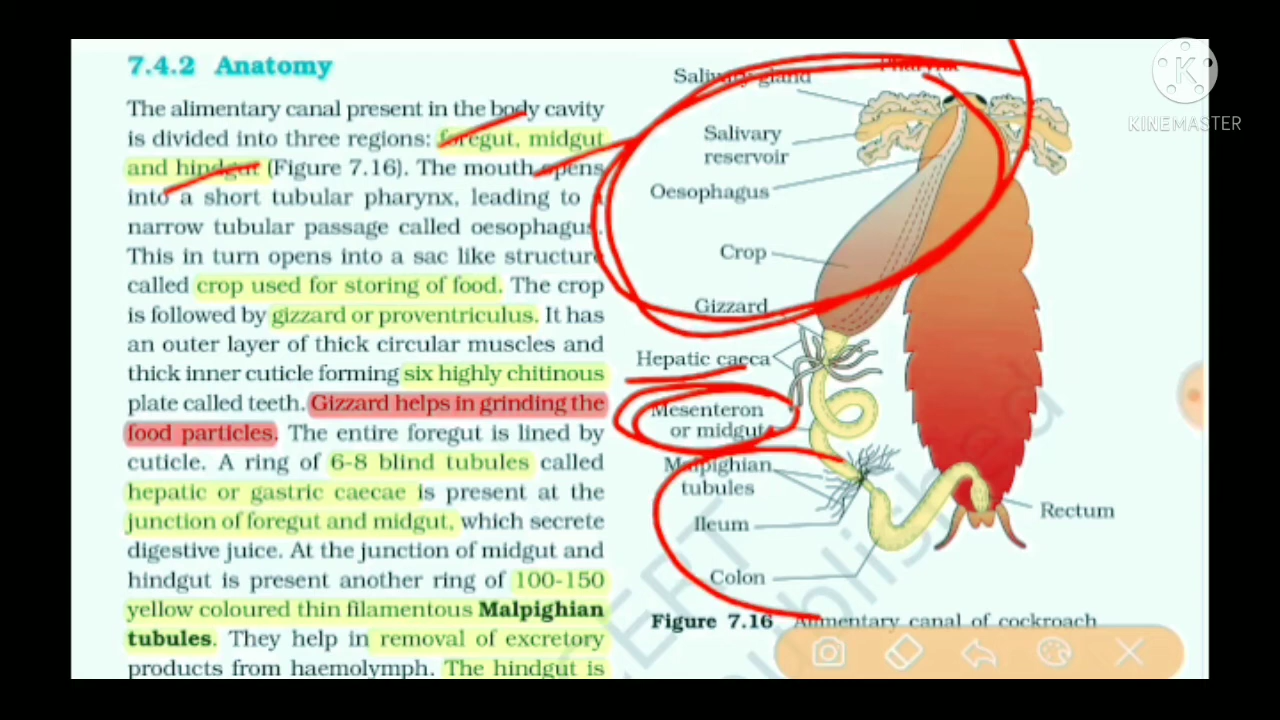 7.4.2 Anatomy
The alimentary canal present in the body cavity
is divided into three regions: foregut, midgut
and hindgut (Figure 7.16). The mouth opens
into a short tubular pharynx, leading to a
narrow tubular passage called oesophagus.
This in turn opens into a sac like structure
called crop used for storing of food. The crop
is followed by gizzard or proventriculus. It has
an outer layer of thick circular muscles and
thick inner cuticle forming six highly chitinous
plate called teeth. Gizzard helps in grinding the
food particles. The entire foregut is lined by
cuticle. A ring of 6-8 blind tubules called
hepatic or gastric caecae is present at the
junction of foregut and midgut, which secrete
digestive juice. At the junction of midgut and
hindgut is present another ring of 100-150
yellow coloured thin filamentous Malpighian
tubules. They help in removal of excretory
products from haemolymph. The hindgut is
Salivary gland
Pharynx
Salivary
reservoir
Oesophagus
Crop
Gizzard
Hepatic caeca
Mesenteron
or midgut
Malpighian
tubules
Ileum
Colon
Rectum
Figure 7.16 Alimentary canal of cockroach
KINEMASTER
K